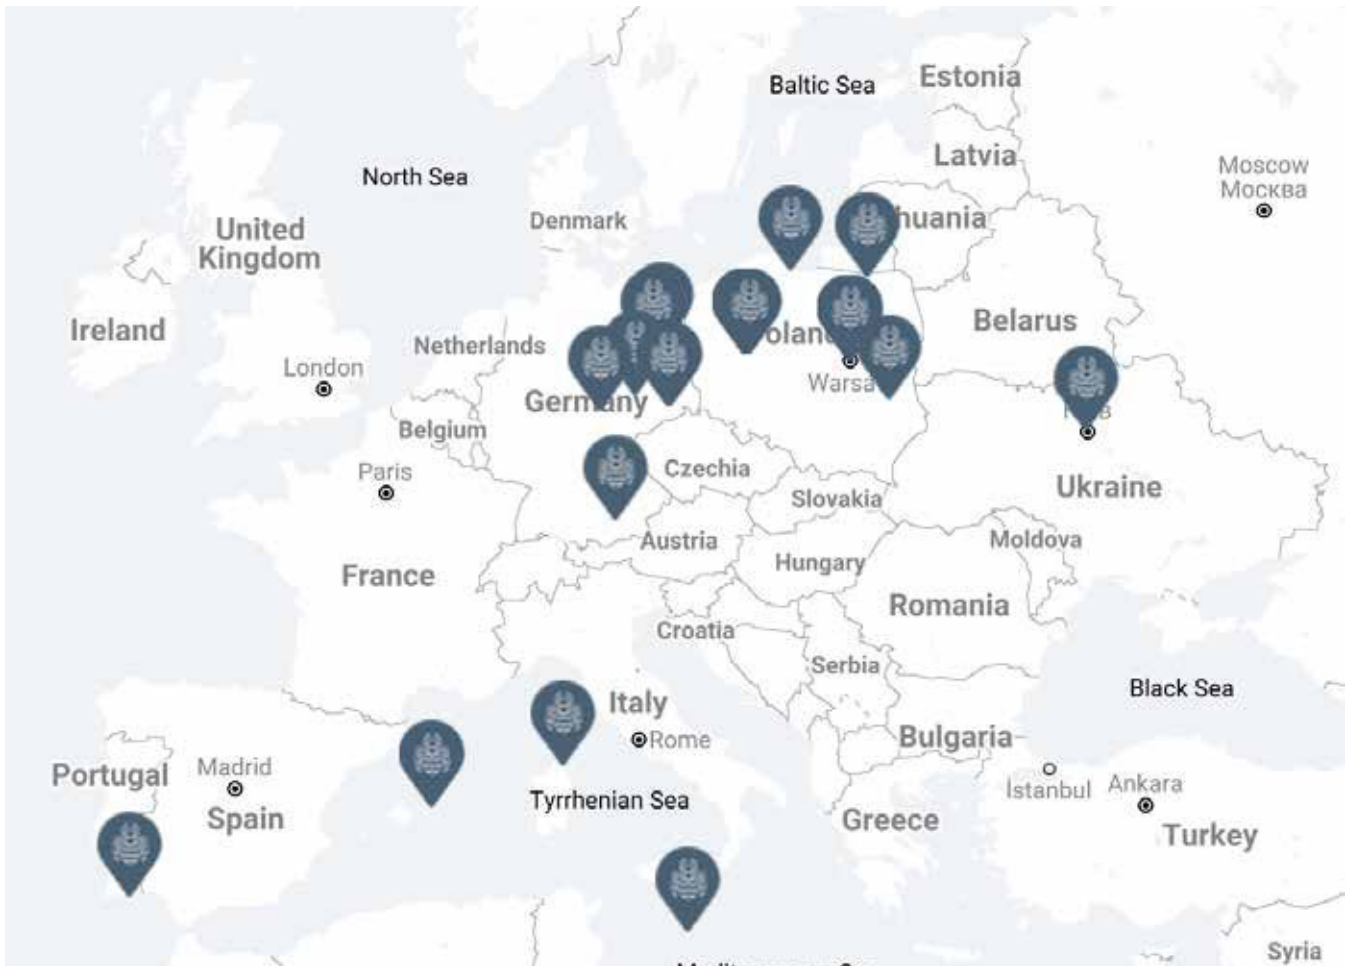 Baltic Sea
Estonia
Latvia
Moscow
Москва
North Sea
Denmark
huania
United
Kingdom
Ireland
Belarus
oland
Netherlands
London
Warsa
Germany
Belgium
Czechia
Paris
Slovakia
Ukraine
Austria
Moldova
Hungary
France
Romania
Croatia
Serbia
Black Sea
Italy
Rome
Bulgaria
Portugal
Madrid
İstanbul
Ankara
Tyrrhenian Sea
Spain
Greece
Turkey
Syria